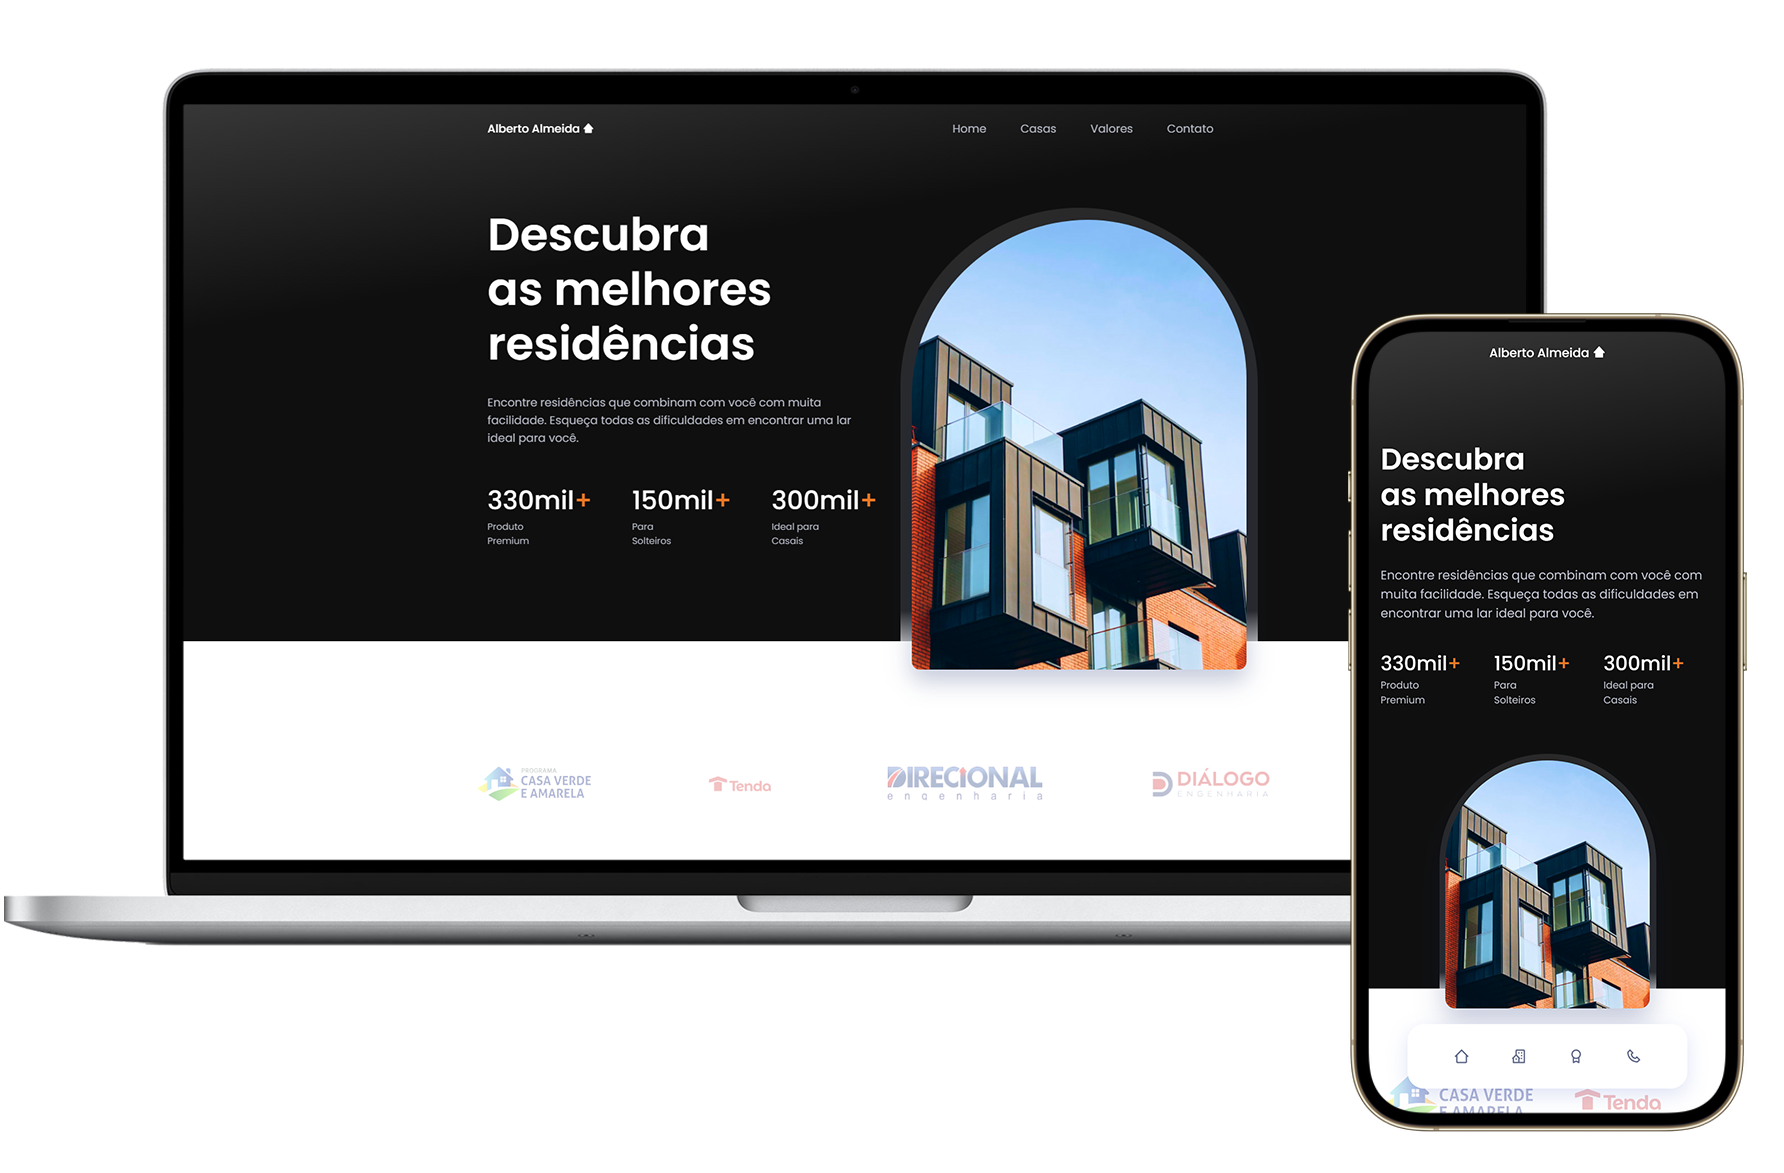 Alberto Almeida
Home Casas Valores Contato
Descubra
as melhores
residências
Encontre residências que combinam com você com muita
facilidade. Esqueça todas as dificuldades em encontrar uma lar
ideal para você.
330mil+ 150mil+ 300mil+
Produto Para Ideal para
Premium Solteiros Casais
PROGRAMA
CASA VERDE
E AMARELA
Tenda
DIRECIONAL
engenharia
DIÁLOGO
ENGENHARIA
Alberto Almeida
Descubra
as melhores
residências
Encontre residências que combinam com você com
muita facilidade. Esqueça todas as dificuldades em
encontrar uma lar ideal para você.
330mil+ 150mil+ 300mil+
Produto Para Ideal para
Premium Solteiros Casais
CASA VERDE
E AMARELA
Tenda